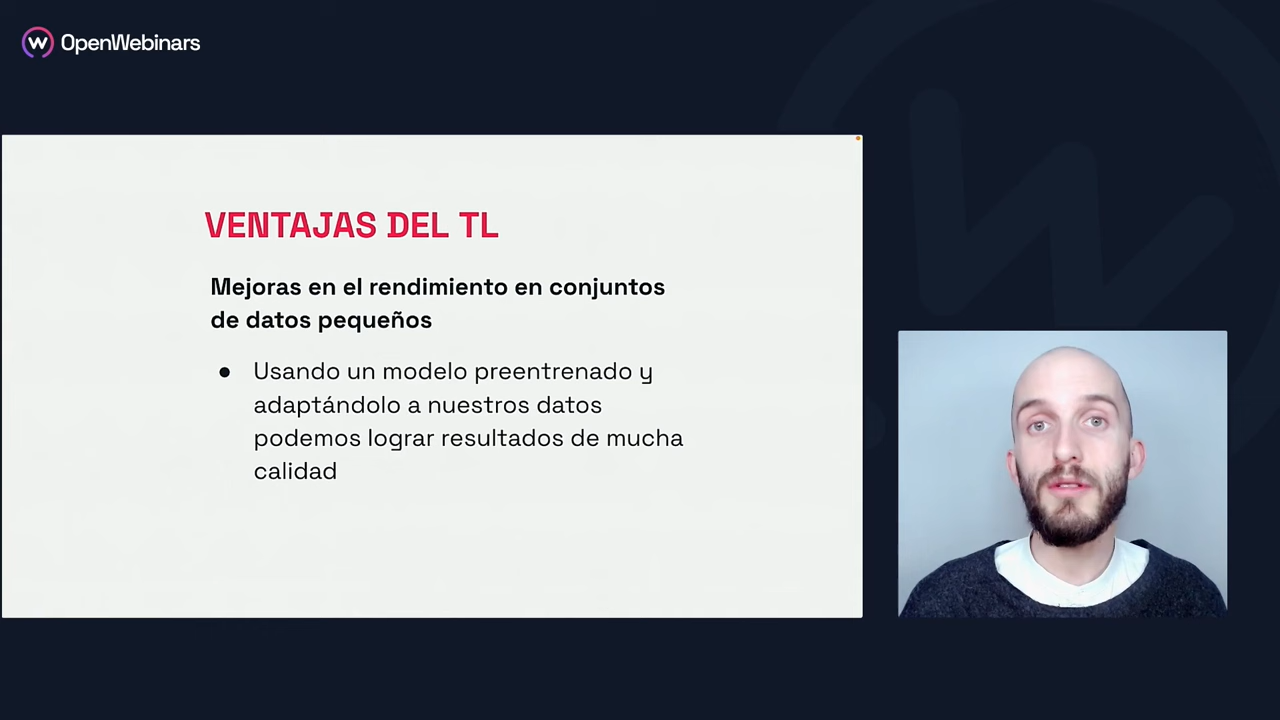 OpenWebinars
VENTAJAS DEL TL
Mejoras en el rendimiento en conjuntos
de datos pequeños
● Usando un modelo preentrenado y
adaptándolo a nuestros datos
podemos lograr resultados de mucha
calidad